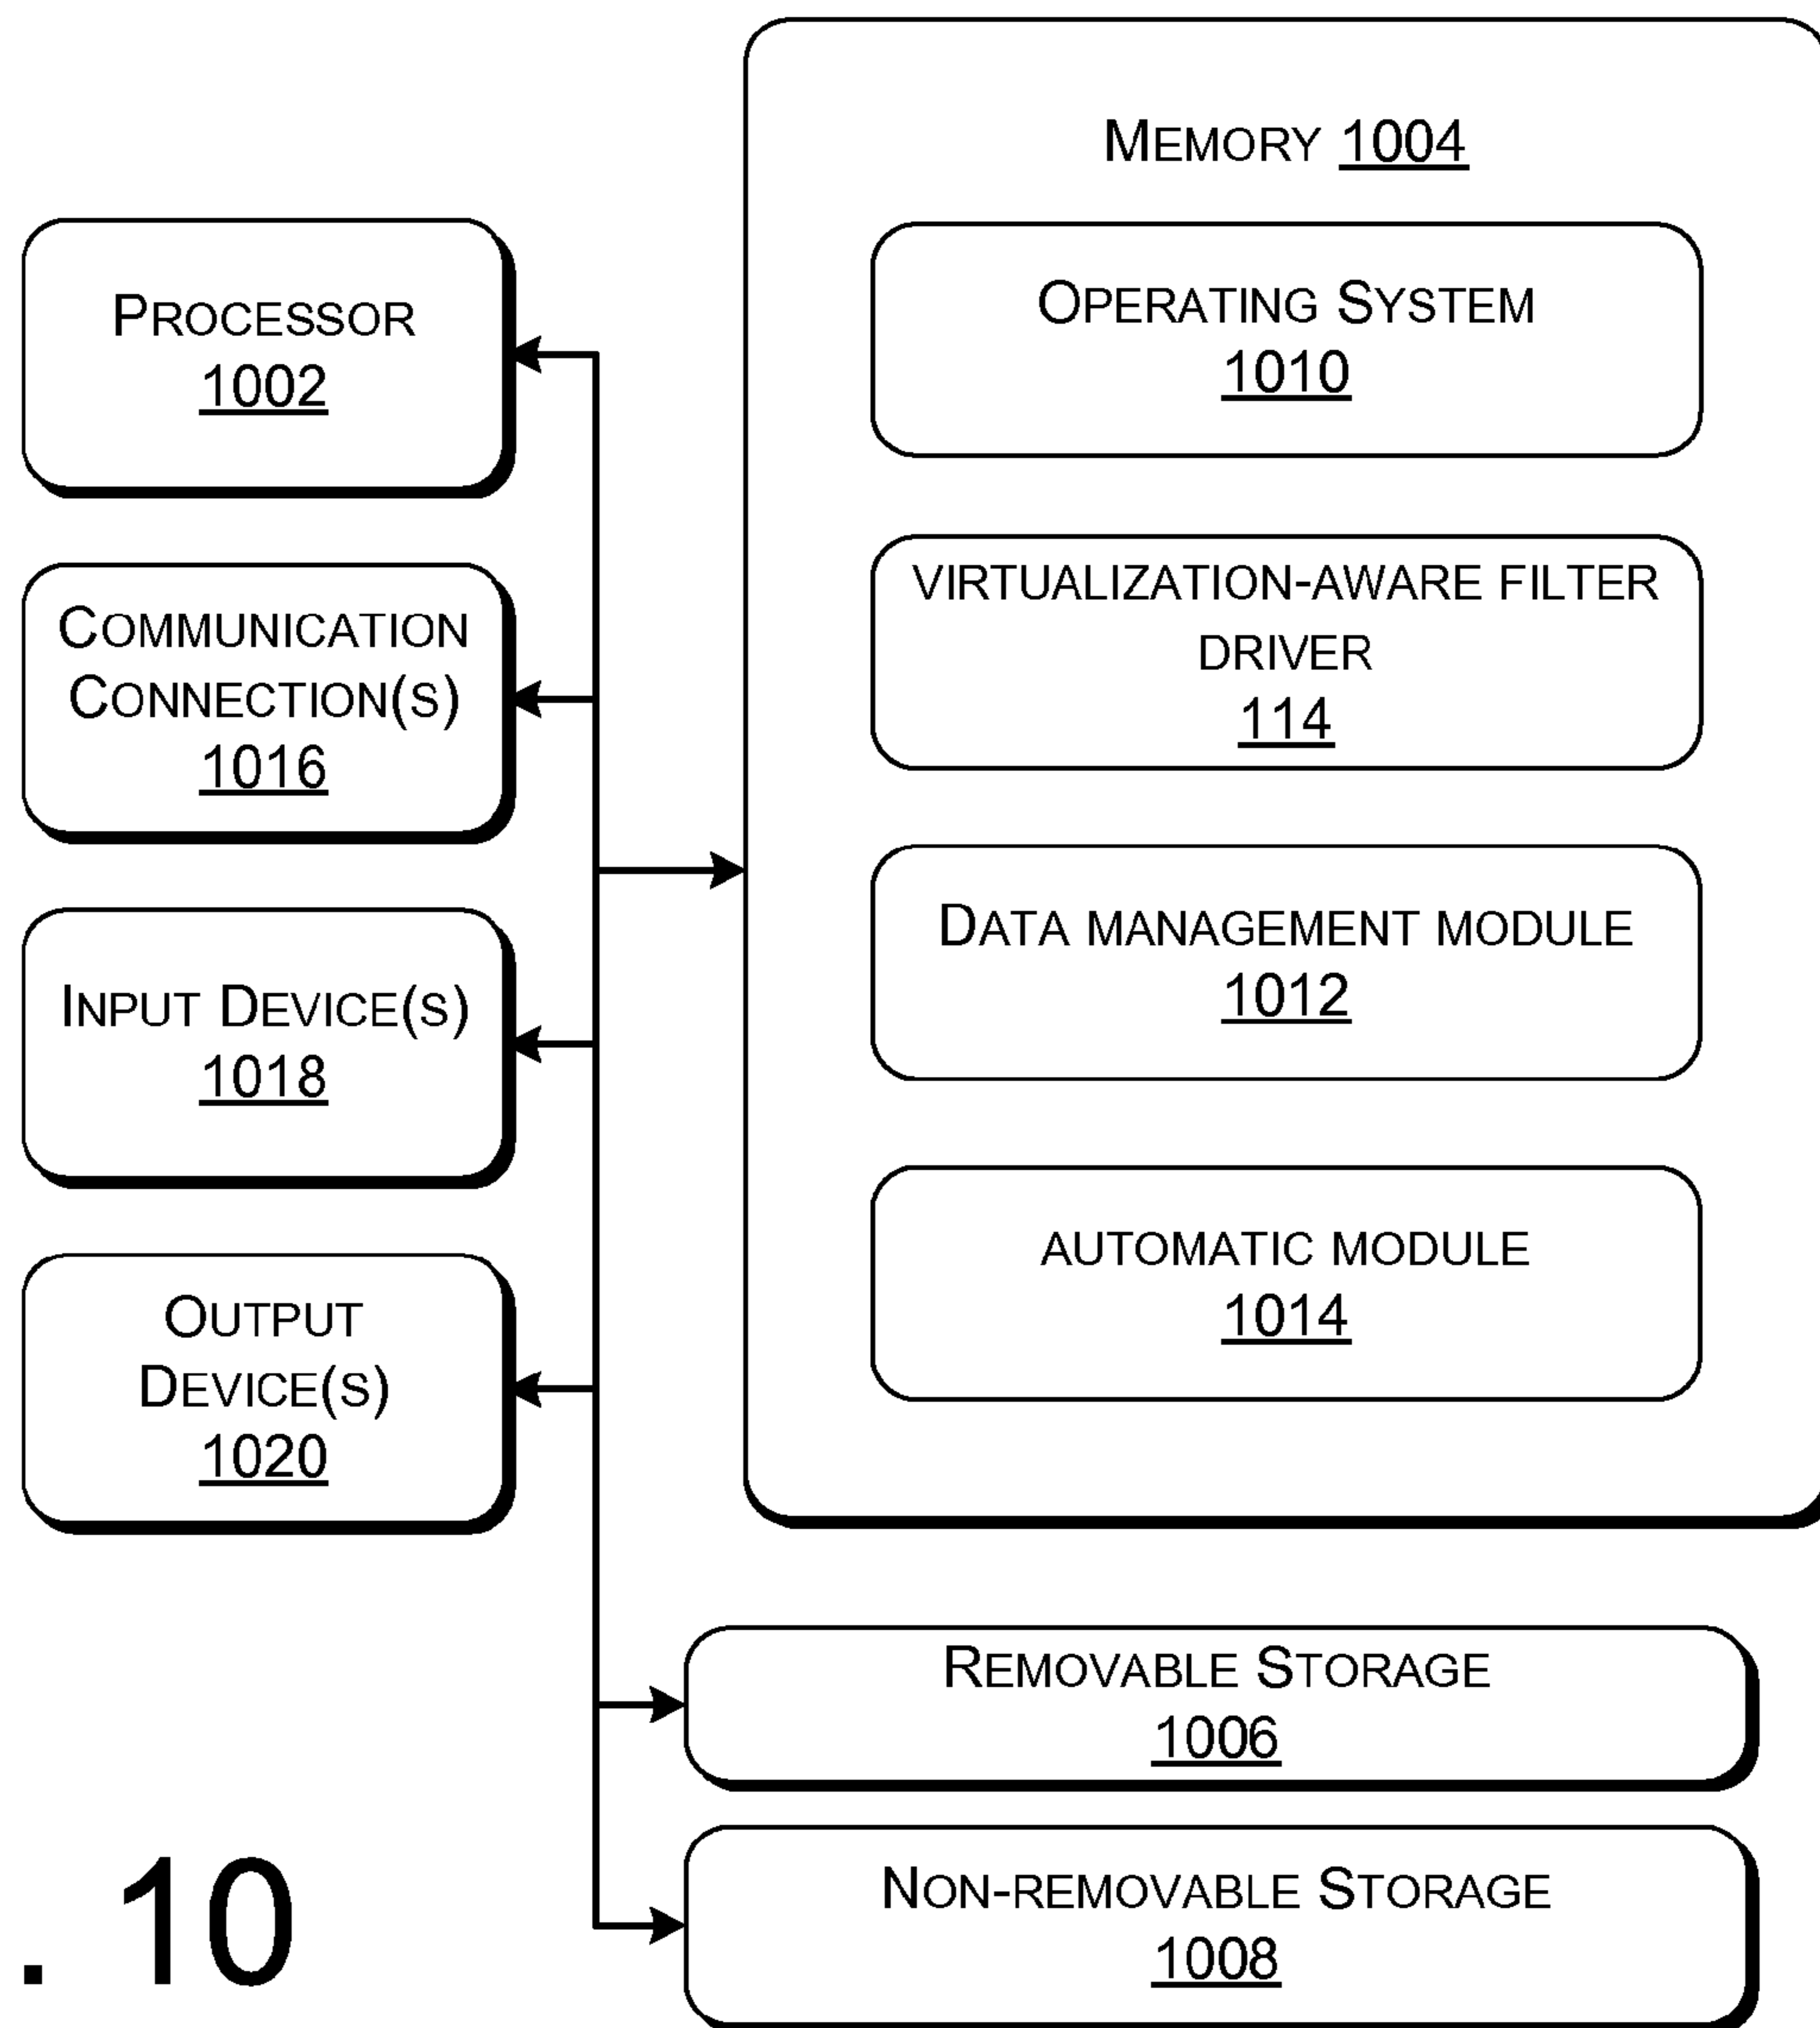 MEMORY 1004
PROCESSOR
1002
OPERATING SYSTEM
1010
COMMUNICATION
CONNECTION(S)
1016
VIRTUALIZATION-AWARE FILTER
DRIVER
114
INPUT DEVICE(S)
1018
DATA MANAGEMENT MODULE
1012
OUTPUT
DEVICE(S)
1020
AUTOMATIC MODULE
1014
REMOVABLE STORAGE
1006
NON-REMOVABLE STORAGE
1008
. 10